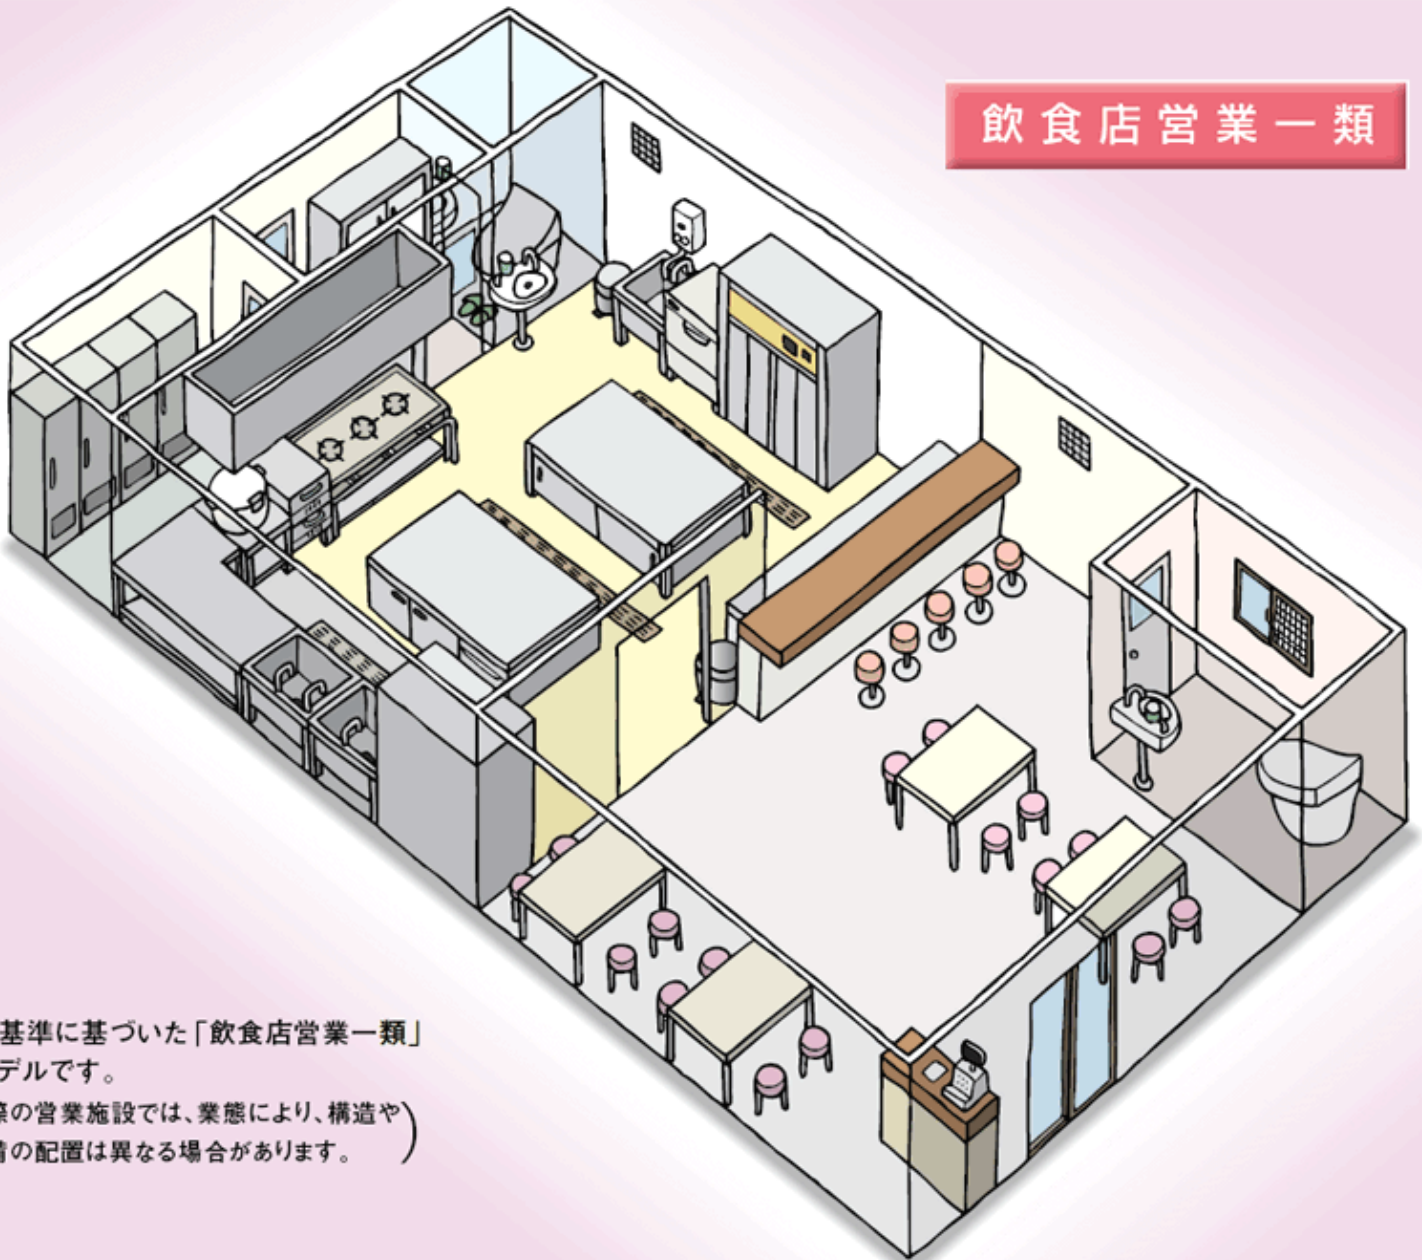 飲食店営業一類
基準に基づいた「飲食店営業一類」
デルです。
の営業施設では、業態により、構造や
の配置は異なる場合があります。)